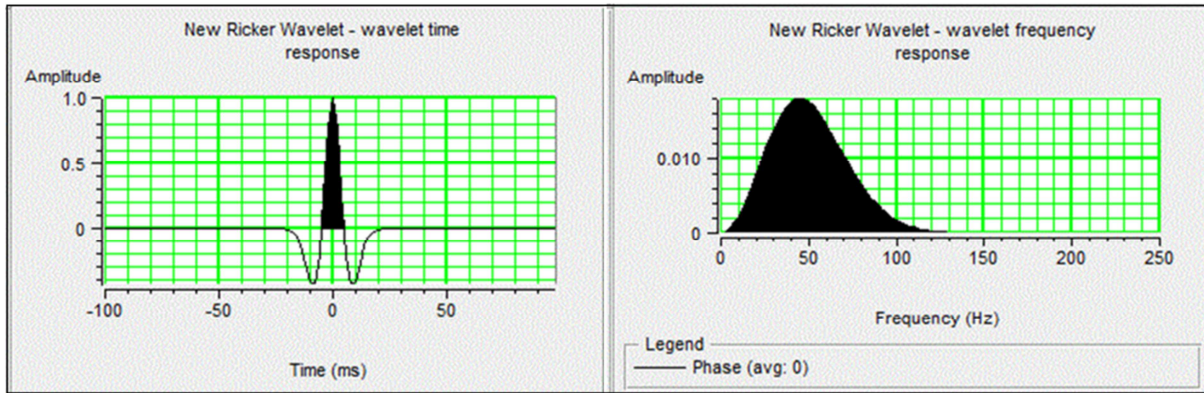 New Ricker Wavelet - wavelet time
response
Amplitude
1.0
0.5
0
-100
-50
0
50
Time (ms)
New Ricker Wavelet - wavelet frequency
response
Amplitude
0.010
0
0
50
100
150
200
250
Frequency (Hz)
Legend
Phase (avg: 0)